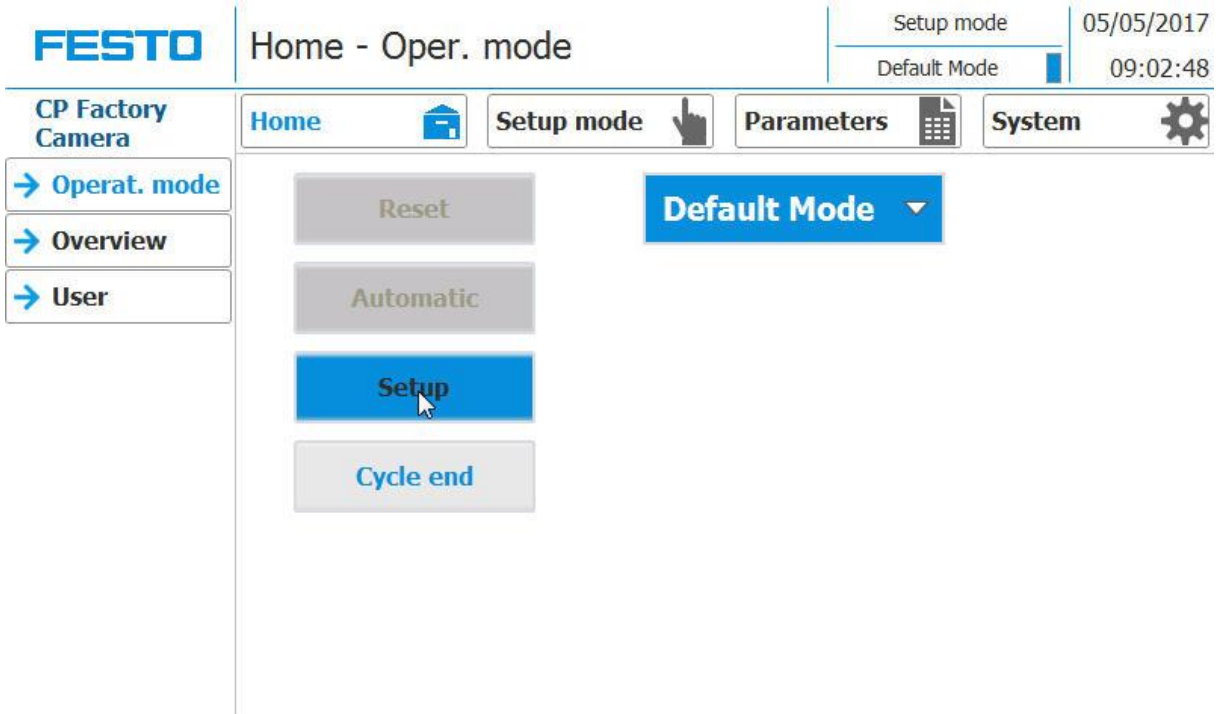 FESTO
Home - Oper. mode
Setup mode
Default Mode
05/05/2017
09:02:48
CP Factory
Camera
Home
Setup mode
Parameters
System
Operat. mode
Overview
User
Reset
Automatic
Setup
Cycle end
Default Mode